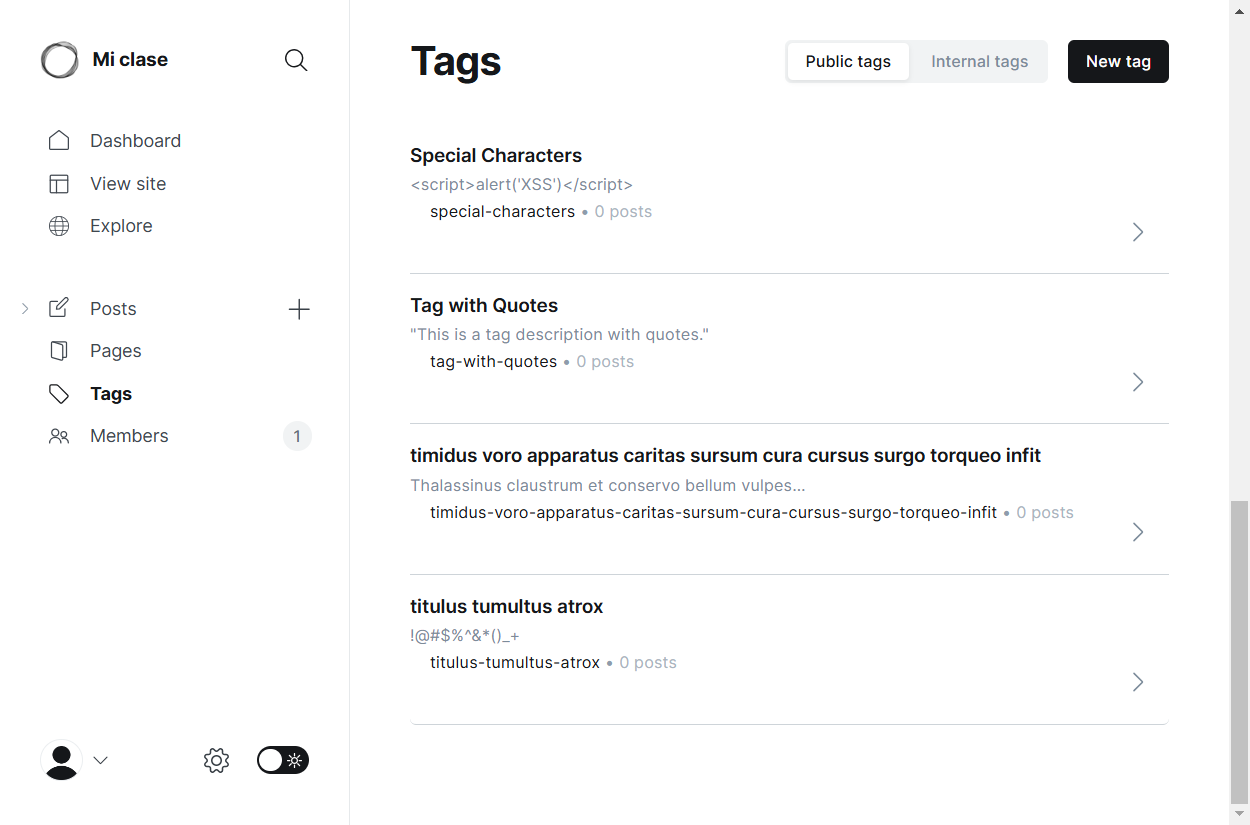 Mi clase
Dashboard
View site
Explore
Posts
Pages
Tags
Members
1
Tags
Public tags
Internal tags
New tag
Special Characters
<script>alert('XSS')</script>
special-characters • 0 posts
Tag with Quotes
"This is a tag description with quotes."
tag-with-quotes • 0 posts
timidus voro apparatus caritas sursum cura cursus surgo torqueo infit
Thalassinus claustrum et conservo bellum vulpes...
timidus-voro-apparatus-caritas-sursum-cura-cursus-surgo-torqueo-infit • 0 posts
titulus tumultus atrox
!@#$%^&*()_+
titulus-tumultus-atrox • 0 posts